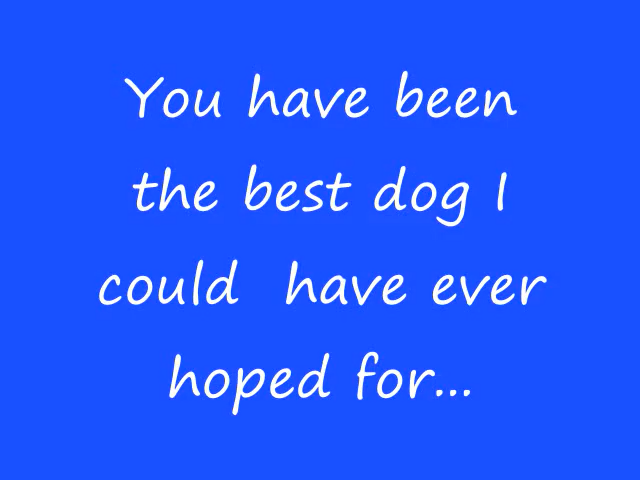 You have been
the best dog I
could  have ever
hoped for...